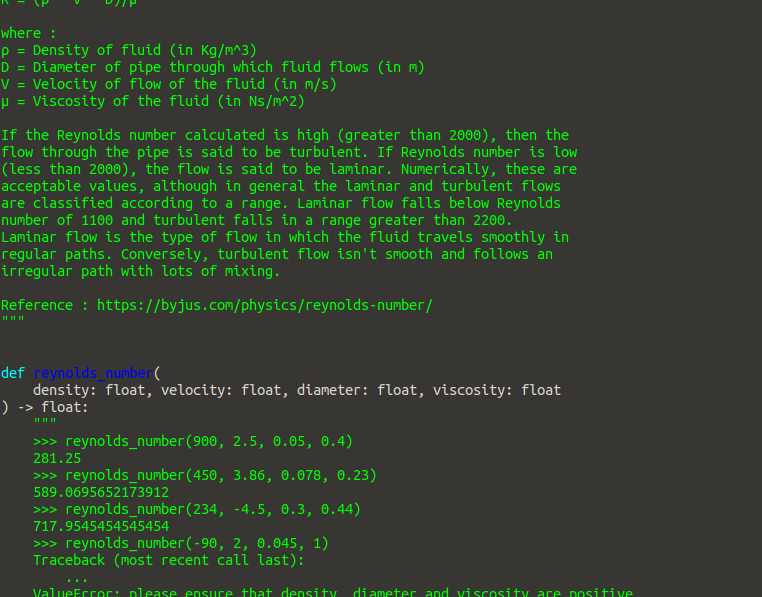 where :
ρ = Density of fluid (in Kg/m^3)
D = Diameter of pipe through which fluid flows (in m)
V = Velocity of flow of the fluid (in m/s)
μ = Viscosity of the fluid (in Ns/m^2)
If the Reynolds number calculated is high (greater than 2000), then the
flow through the pipe is said to be turbulent. If Reynolds number is low
(less than 2000), the flow is said to be laminar. Numerically, these are
acceptable values, although in general the laminar and turbulent flows
are classified according to a range. Laminar flow falls below Reynolds
number of 1100 and turbulent falls in a range greater than 2200.
Laminar flow is the type of flow in which the fluid travels smoothly in
regular paths. Conversely, turbulent flow isn't smooth and follows an
irregular path with lots of mixing.
Reference : https://byjus.com/physics/reynolds-number/
"""
def reynolds_number(
    density: float, velocity: float, diameter: float, viscosity: float
) -> float:
    """
    >>> reynolds_number(900, 2.5, 0.05, 0.4)
    281.25
    >>> reynolds_number(450, 3.86, 0.078, 0.23)
    589.0695652173912
    >>> reynolds_number(234, -4.5, 0.3, 0.44)
    717.9545454545454
    >>> reynolds_number(-90, 2, 0.045, 1)
    Traceback (most recent call last):
        ...
    ValueError: please ensure that density, diameter and viscosity are positive